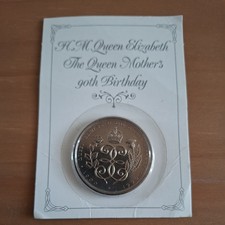 H.M. Queen Elizabeth
The Queen Mother's
90th Birthday